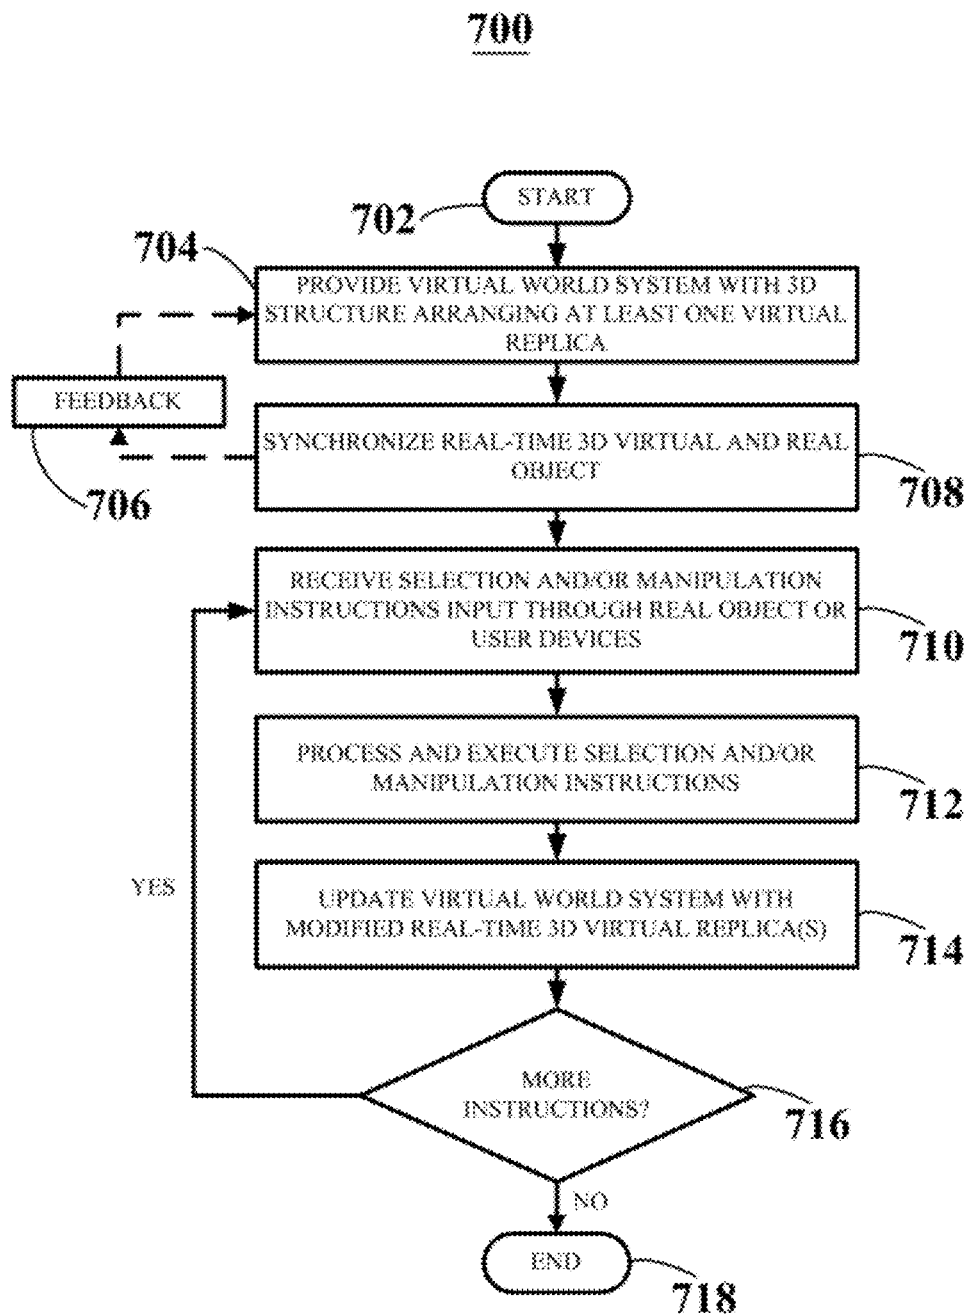 700
START
702
704
PROVIDE VIRTUAL WORLD SYSTEM WITH 3D
STRUCTURE ARRANGING AT LEAST ONE VIRTUAL
REPLICA
FEEDBACK
706
SYNCHRONIZE REAL-TIME 3D VIRTUAL AND REAL
OBJECT
708
RECEIVE SELECTION AND/OR MANIPULATION
INSTRUCTIONS INPUT THROUGH REAL OBJECT OR
USER DEVICES
710
PROCESS AND EXECUTE SELECTION AND/OR
MANIPULATION INSTRUCTIONS
712
YES
UPDATE VIRTUAL WORLD SYSTEM WITH
MODIFIED REAL-TIME 3D VIRTUAL REPLICA(S)
714
MORE
INSTRUCTIONS?
716
NO
END
718